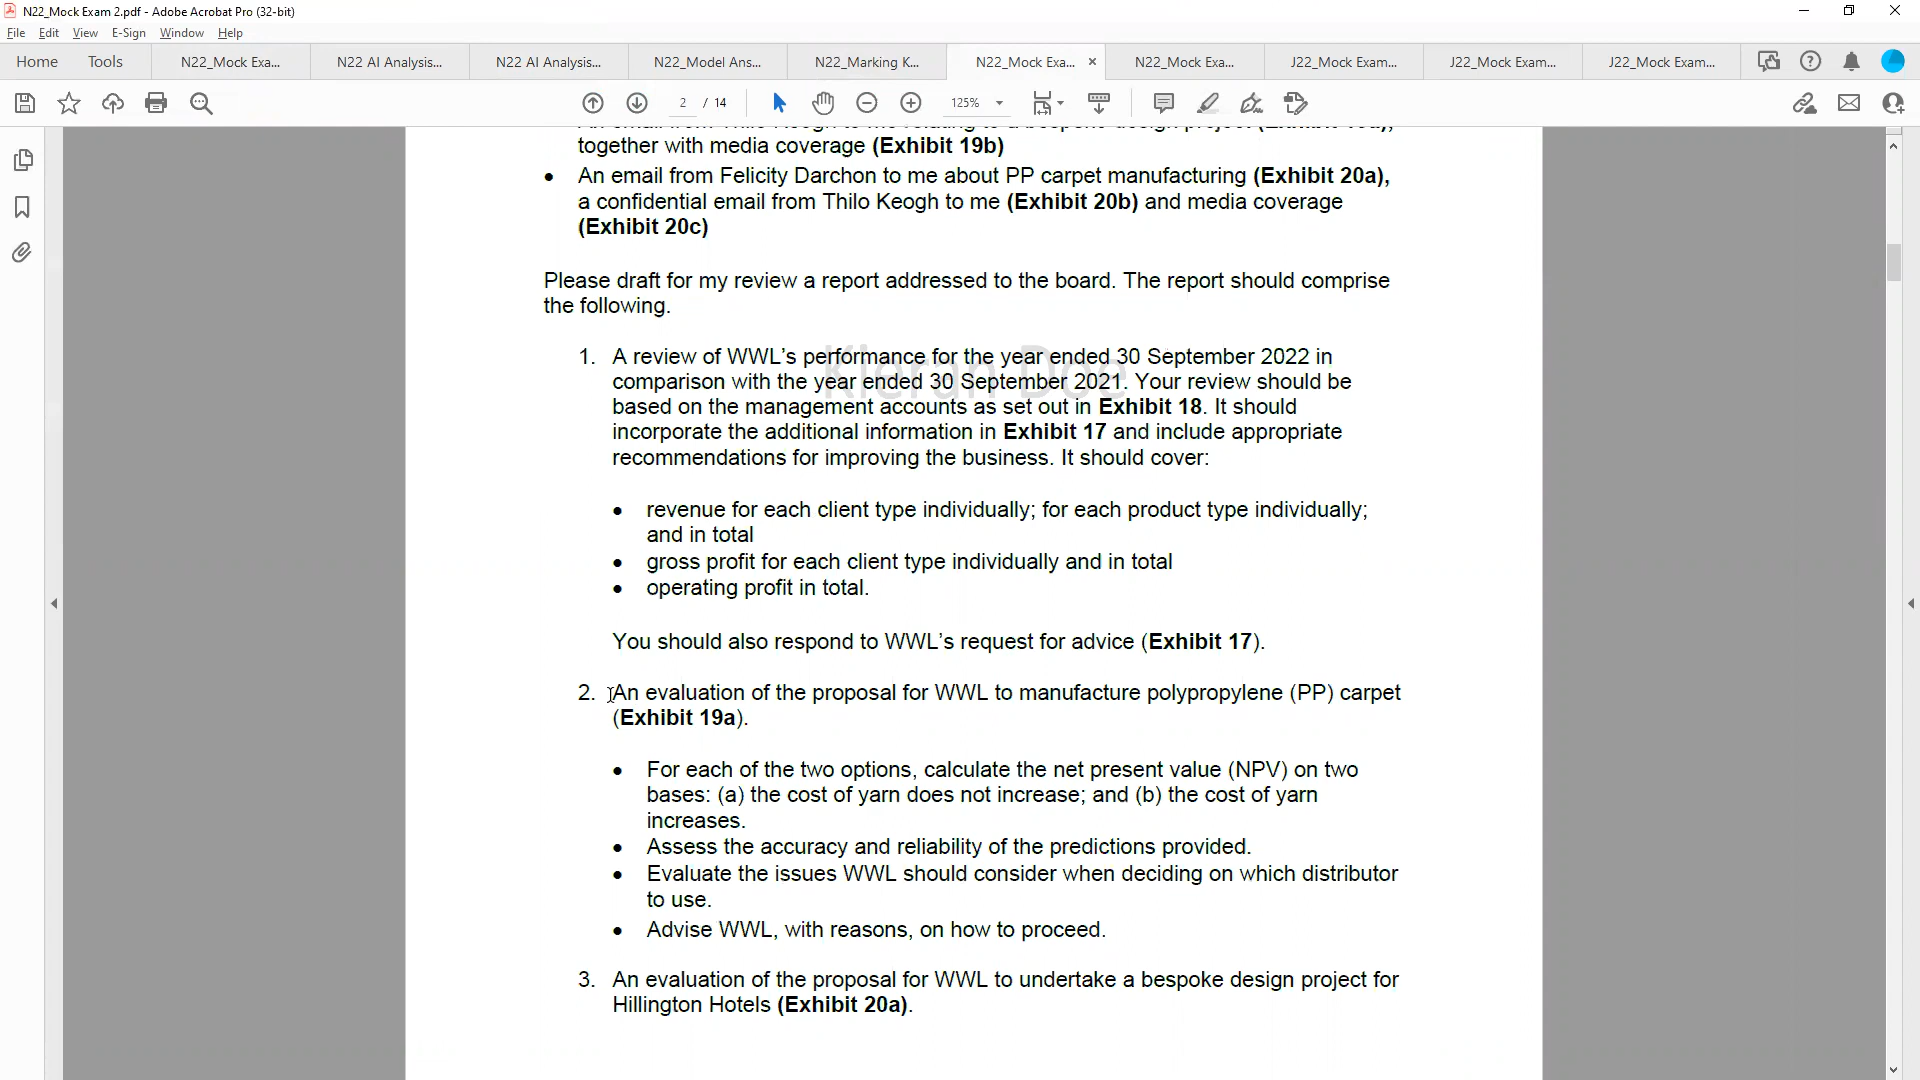 N22_Mock Exam 2.pdf - Adobe Acrobat Pro (32-bit)
File Edit View E-Sign Window Help
Home Tools N22_Mock Exa... N22 AI Analysis... N22 AI Analysis... N22_Model Ans... N22_Marking K... N22_Mock Exa... × N22_Mock Exa... J22_Mock Exam... J22_Mock Exam... J22_Mock Exam...
2 / 14 125%
together with media coverage (Exhibit 19b)
• An email from Felicity Darchon to me about PP carpet manufacturing (Exhibit 20a),
a confidential email from Thilo Keogh to me (Exhibit 20b) and media coverage
(Exhibit 20c)
Please draft for my review a report addressed to the board. The report should comprise
the following.
Kieran Doe
1. A review of WWL's performance for the year ended 30 September 2022 in
comparison with the year ended 30 September 2021. Your review should be
based on the management accounts as set out in Exhibit 18. It should
incorporate the additional information in Exhibit 17 and include appropriate
recommendations for improving the business. It should cover:
• revenue for each client type individually; for each product type individually;
and in total
• gross profit for each client type individually and in total
• operating profit in total.
You should also respond to WWL's request for advice (Exhibit 17).
2. An evaluation of the proposal for WWL to manufacture polypropylene (PP) carpet
(Exhibit 19a).
• For each of the two options, calculate the net present value (NPV) on two
bases: (a) the cost of yarn does not increase; and (b) the cost of yarn
increases.
• Assess the accuracy and reliability of the predictions provided.
• Evaluate the issues WWL should consider when deciding on which distributor
to use.
• Advise WWL, with reasons, on how to proceed.
3. An evaluation of the proposal for WWL to undertake a bespoke design project for
Hillington Hotels (Exhibit 20a).